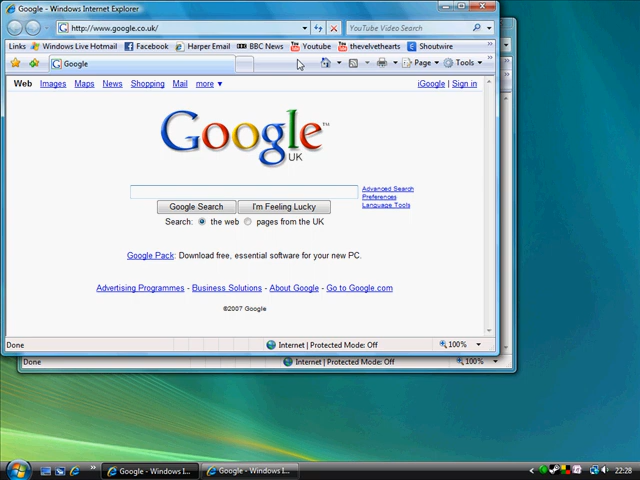 Google - Windows Internet Explorer
http://www.google.co.uk/
YouTube Video Search
Links Windows Live Hotmail Facebook Harper Email BBC News Youtube thevelvethearts Shoutwire
Google Page Tools
Web Images Maps News Shopping Mail more ▼ iGoogle | Sign in
Google™
UK
Advanced Search
Preferences
Language Tools
Google Search I'm Feeling Lucky
Search: the web pages from the UK
Google Pack: Download free, essential software for your new PC.
Advertising Programmes - Business Solutions - About Google - Go to Google.com
©2007 Google
Done Internet | Protected Mode: Off 100%
Done Internet | Protected Mode: Off 100%
Google - Windows I... Google - Windows I... 22:28